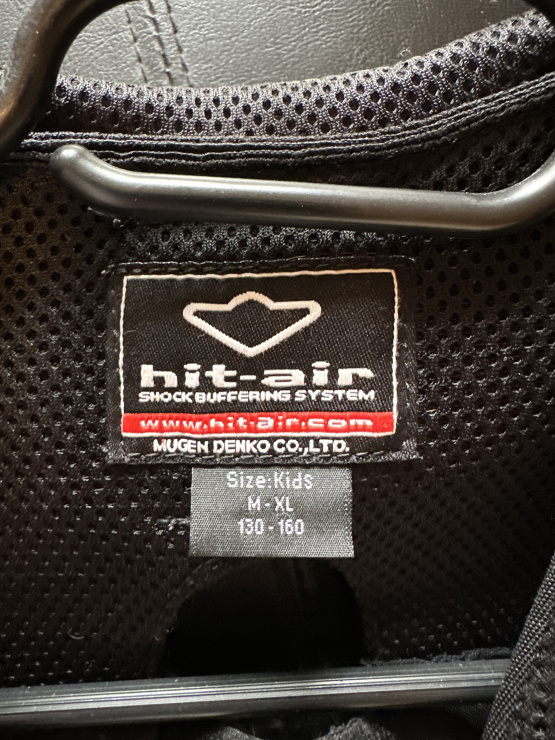 hit-air
SHOCK BUFFERING SYSTEM
www.hit-air.com
MUGEN DENKO CO.,LTD.
Size:Kids
M - XL
130 - 160